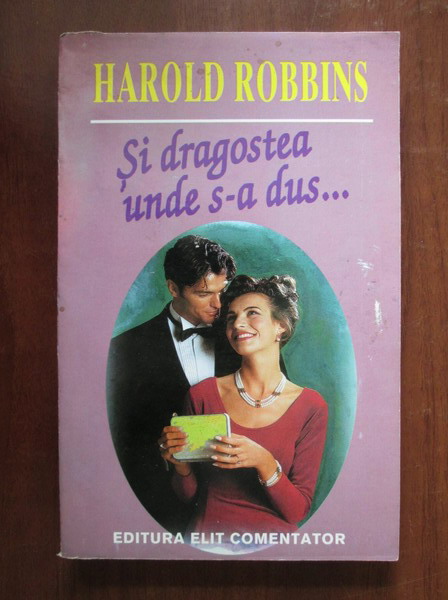 HAROLD ROBBINS
Și dragostea
unde s-a dus...
EDITURA ELIT COMENTATOR